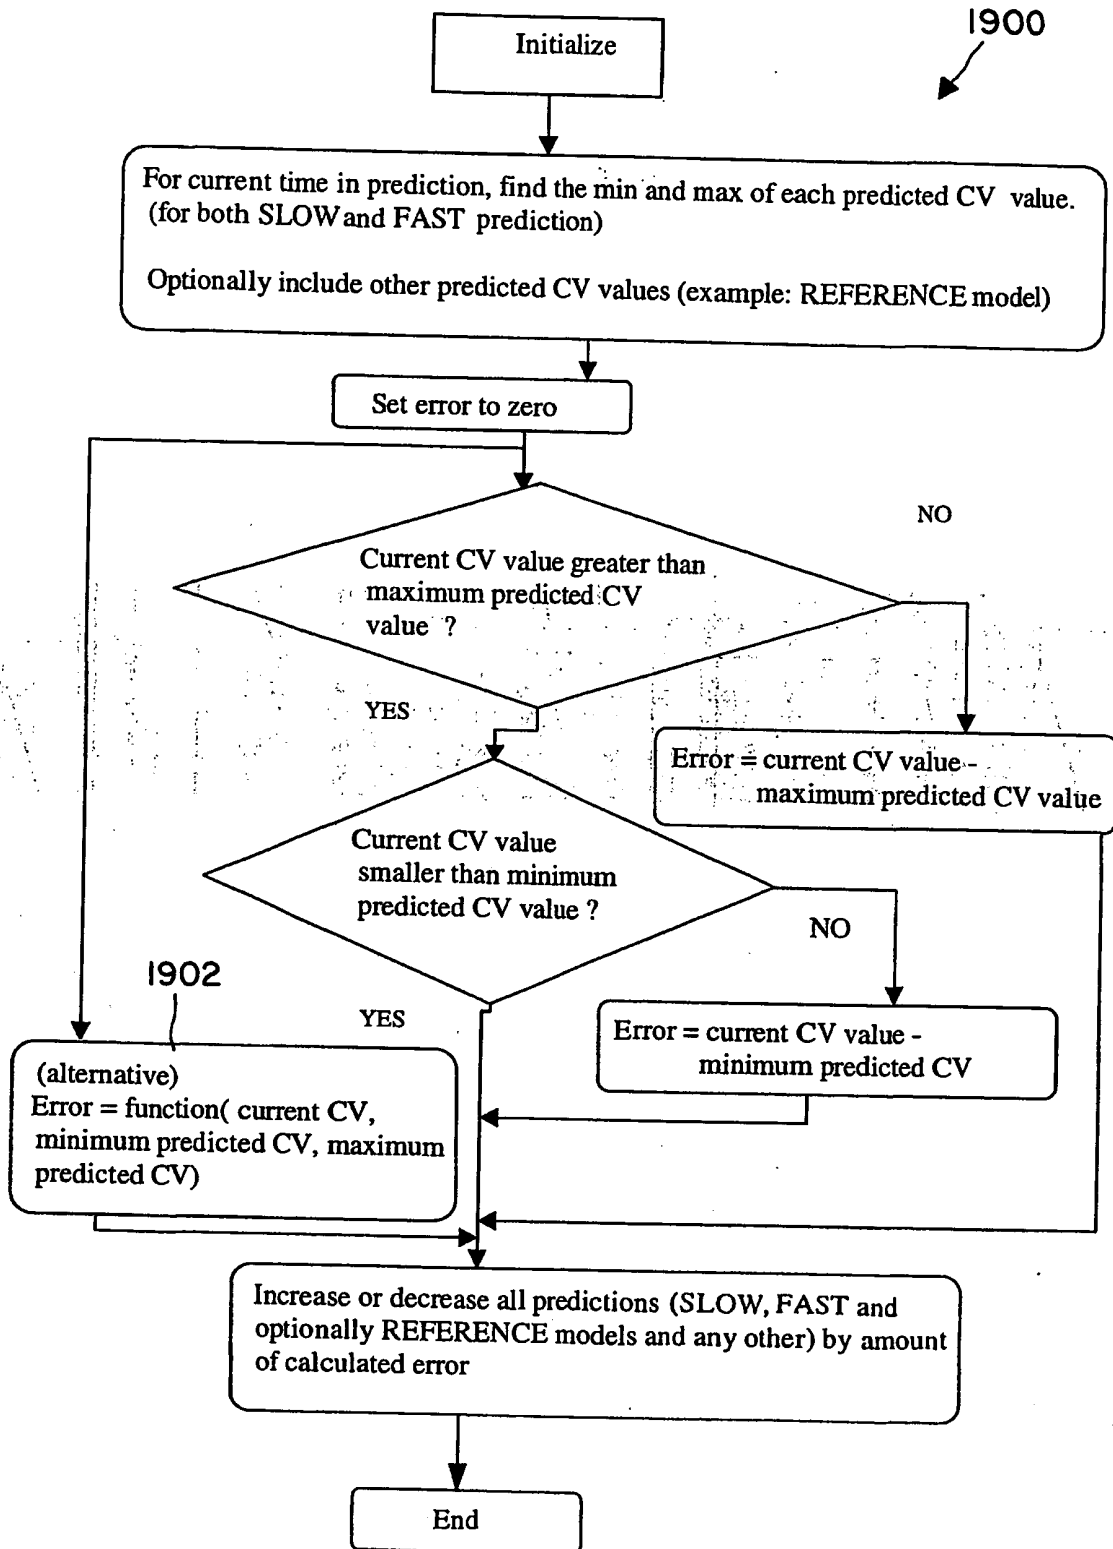 1900
Initialize
For current time in prediction, find the min and max of each predicted CV value.
(for both SLOW and FAST prediction)
Optionally include other predicted CV values (example: REFERENCE model)
Set error to zero
NO
Current CV value greater than
maximum predicted CV
value ?
YES
Error = current CV value -
maximum predicted CV value
Current CV value
smaller than minimum
predicted CV value ?
NO
1902
YES
Error = current CV value -
minimum predicted CV
(alternative)
Error = function( current CV,
minimum predicted CV, maximum
predicted CV)
Increase or decrease all predictions (SLOW, FAST and
optionally REFERENCE models and any other) by amount
of calculated error
End